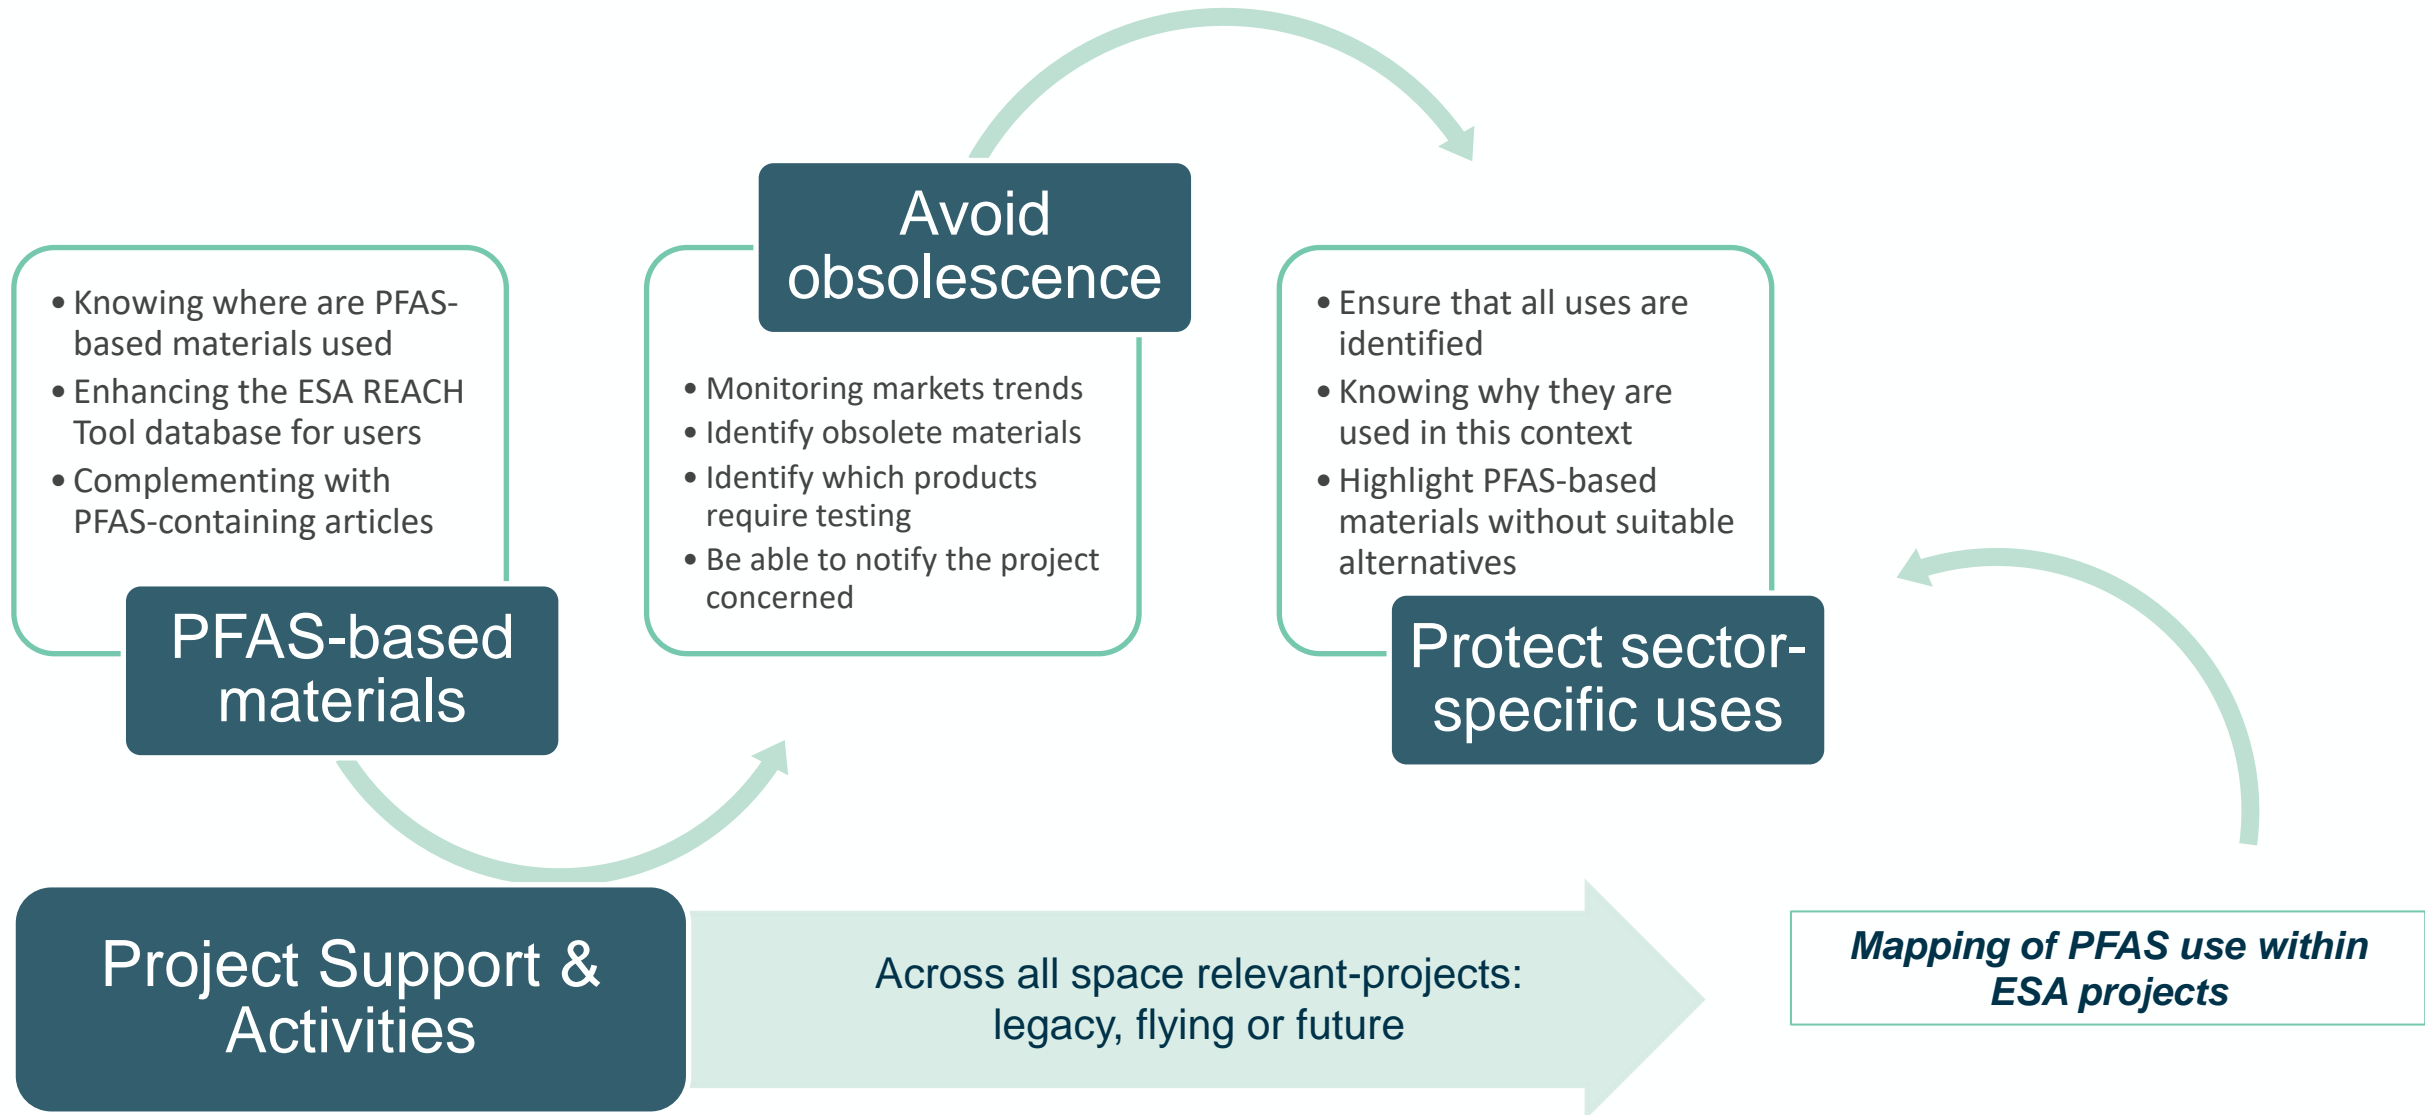 • Knowing where are PFAS-
based materials used
• Enhancing the ESA REACH
Tool database for users
• Complementing with
PFAS-containing articles
PFAS-based
materials
Avoid
obsolescence
• Monitoring markets trends
• Identify obsolete materials
• Identify which products
require testing
• Be able to notify the project
concerned
• Ensure that all uses are
identified
• Knowing why they are
used in this context
• Highlight PFAS-based
materials without suitable
alternatives
Protect sector-
specific uses
Project Support &
Activities
Across all space relevant-projects:
legacy, flying or future
Mapping of PFAS use within
ESA projects